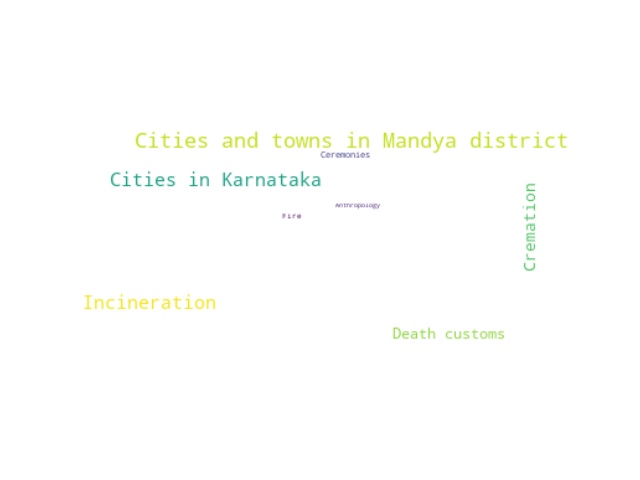 Cities and towns in Mandya district
Ceremonies
Cities in Karnataka
Cremation
Anthropology
Fire
Incineration
Death customs